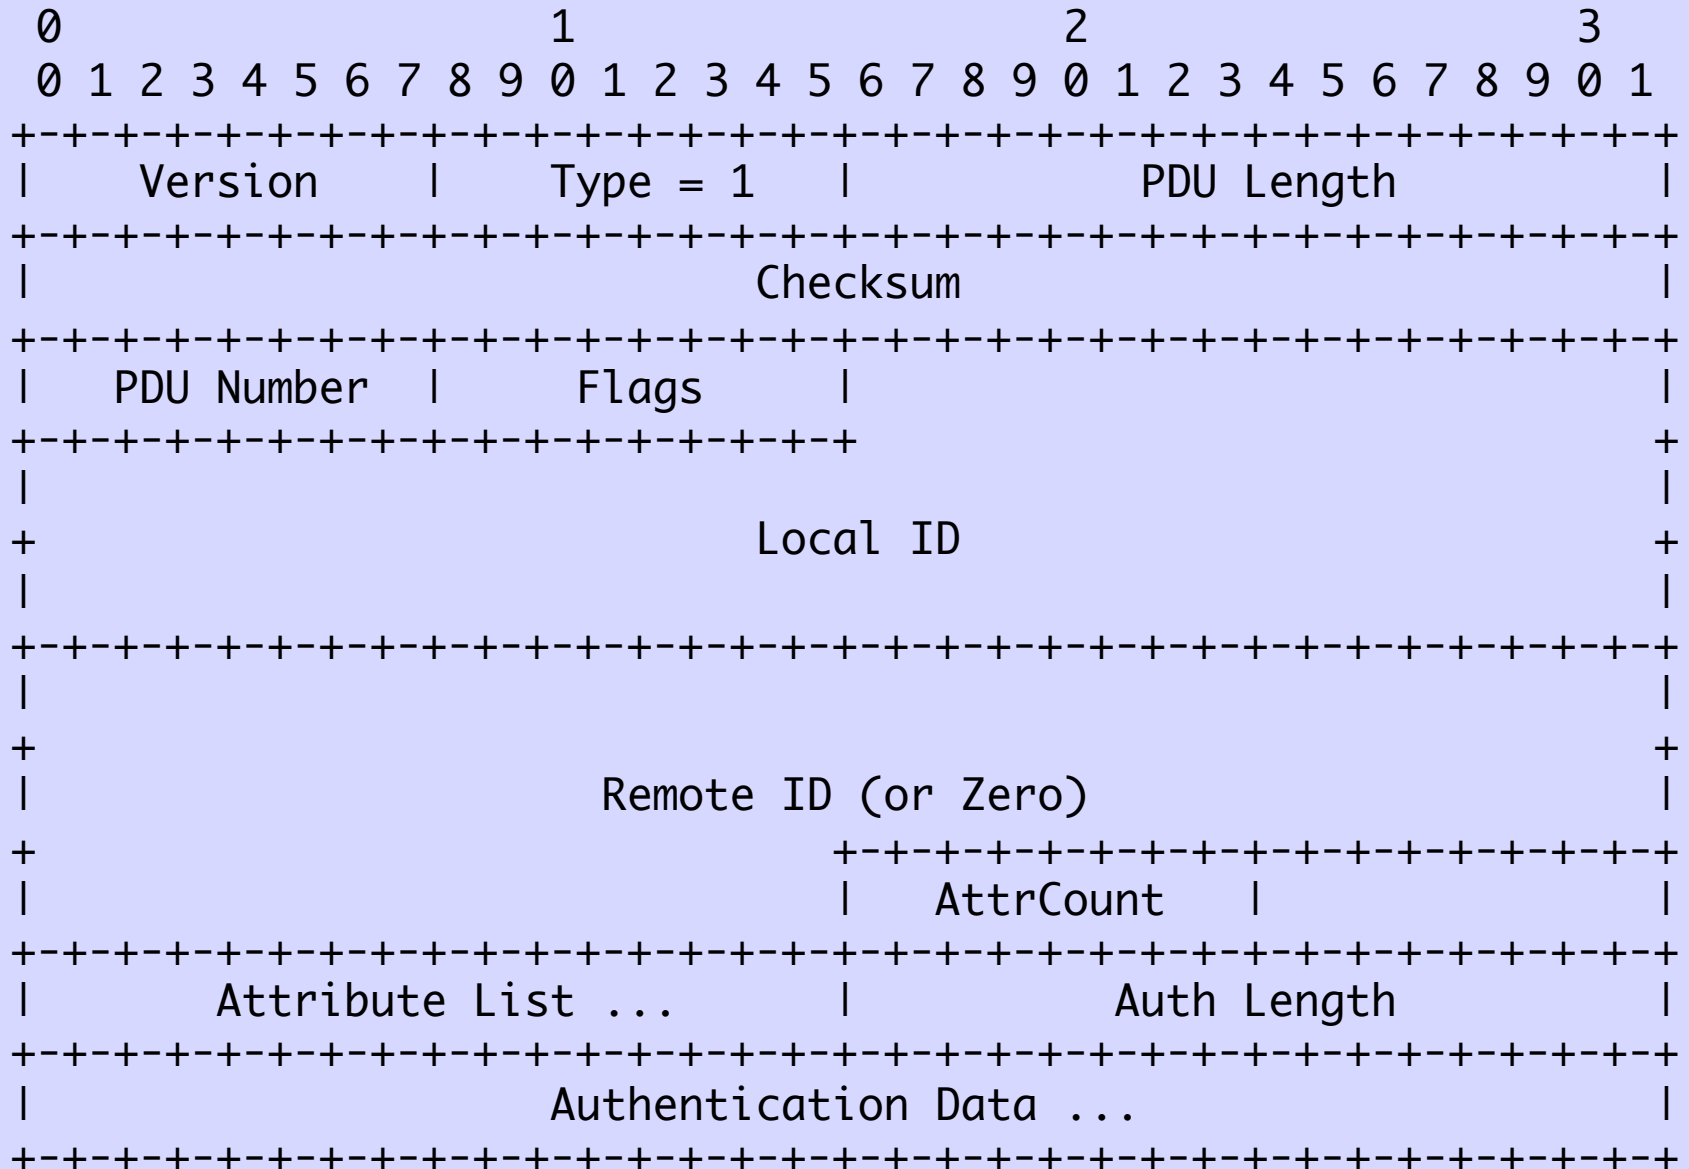 0                   1                   2                   3
 0 1 2 3 4 5 6 7 8 9 0 1 2 3 4 5 6 7 8 9 0 1 2 3 4 5 6 7 8 9 0 1
+-+-+-+-+-+-+-+-+-+-+-+-+-+-+-+-+-+-+-+-+-+-+-+-+-+-+-+-+-+-+-+-+
|    Version    |    Type = 1   |           PDU Length          |
+-+-+-+-+-+-+-+-+-+-+-+-+-+-+-+-+-+-+-+-+-+-+-+-+-+-+-+-+-+-+-+-+
|                            Checksum                           |
+-+-+-+-+-+-+-+-+-+-+-+-+-+-+-+-+-+-+-+-+-+-+-+-+-+-+-+-+-+-+-+-+
|   PDU Number  |     Flags     |                               |
+-+-+-+-+-+-+-+-+-+-+-+-+-+-+-+-+                               +
|                                                               |
+                            Local ID                           +
|                                                               |
+-+-+-+-+-+-+-+-+-+-+-+-+-+-+-+-+-+-+-+-+-+-+-+-+-+-+-+-+-+-+-+-+
|                                                               |
+                                                               +
|                      Remote ID (or Zero)                      |
+                               +-+-+-+-+-+-+-+-+-+-+-+-+-+-+-+-+
|                               |   AttrCount   |               |
+-+-+-+-+-+-+-+-+-+-+-+-+-+-+-+-+-+-+-+-+-+-+-+-+-+-+-+-+-+-+-+-+
|       Attribute List ...      |          Auth Length          |
+-+-+-+-+-+-+-+-+-+-+-+-+-+-+-+-+-+-+-+-+-+-+-+-+-+-+-+-+-+-+-+-+
|                    Authentication Data ...                    |
+-+-+-+-+-+-+-+-+-+-+-+-+-+-+-+-+-+-+-+-+-+-+-+-+-+-+-+-+-+-+-+-+